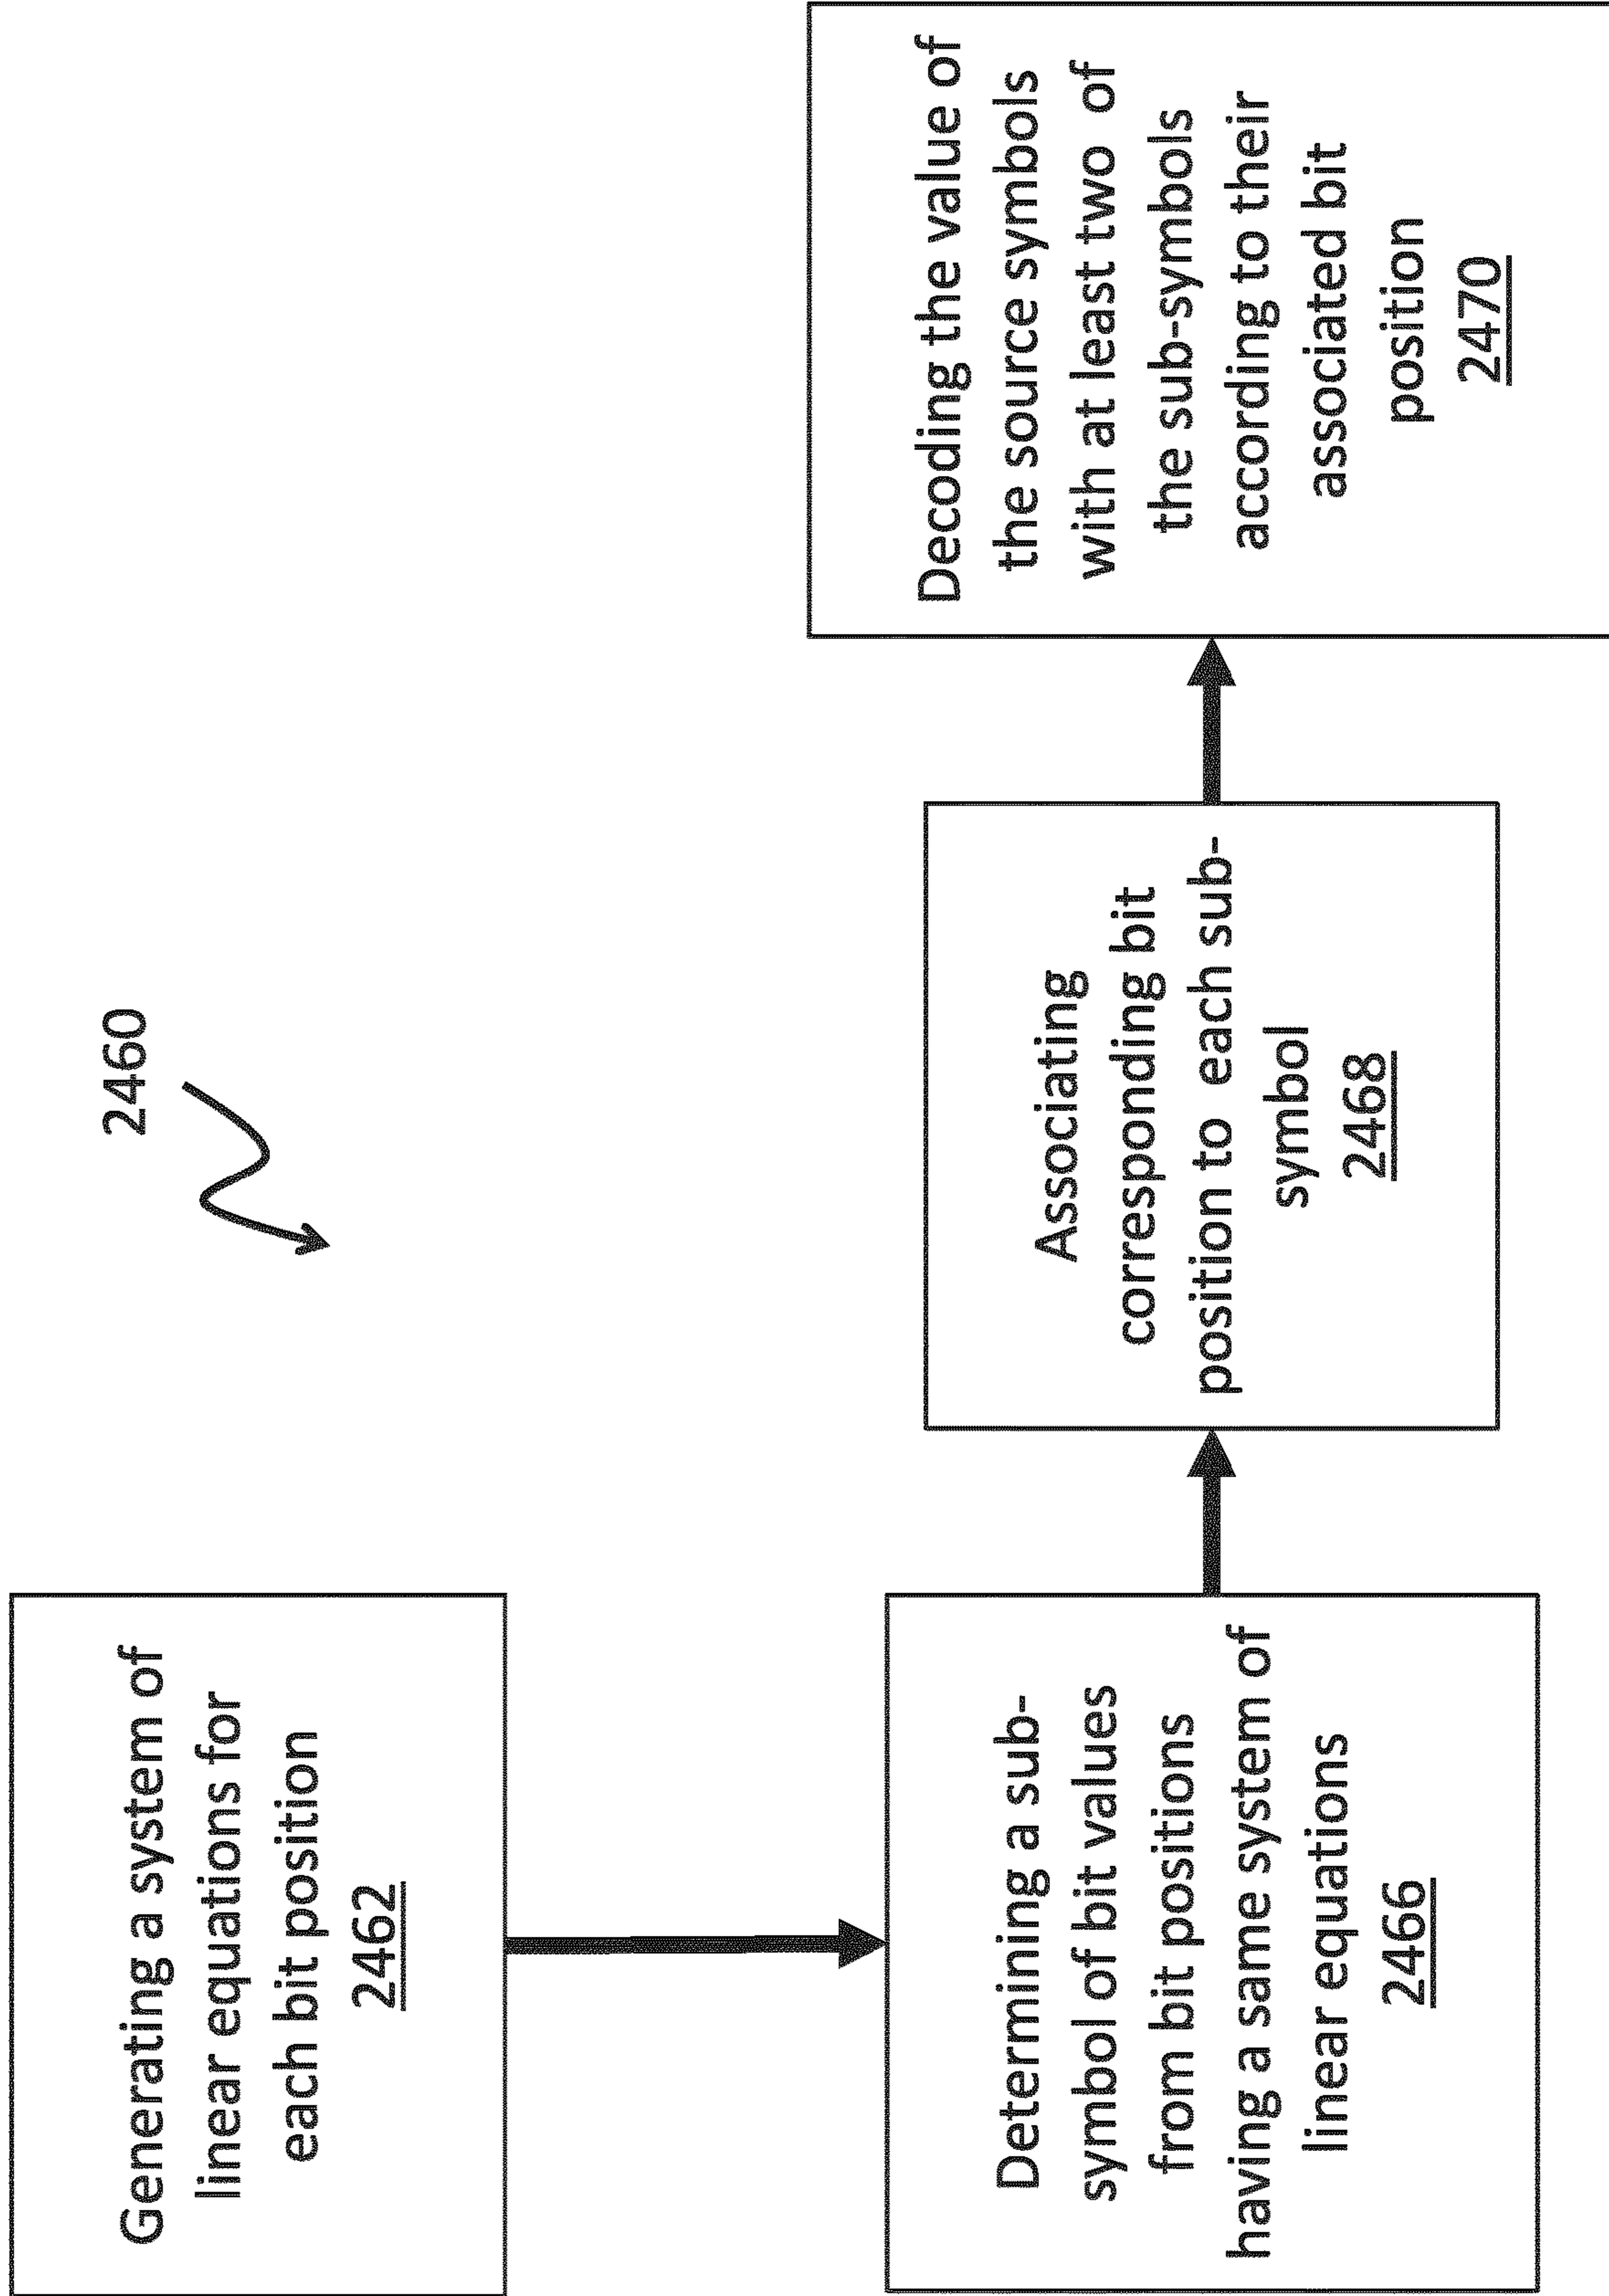 2460
Generating a system of
linear equations for
each bit position
2462
Determining a sub-
symbol of bit values
from bit positions
having a same system of
linear equations
2466
Associating
corresponding bit
position to each sub-
symbol
2468
Decoding the value of
the source symbols
with at least two of
the sub-symbols
according to their
associated bit
position
2470